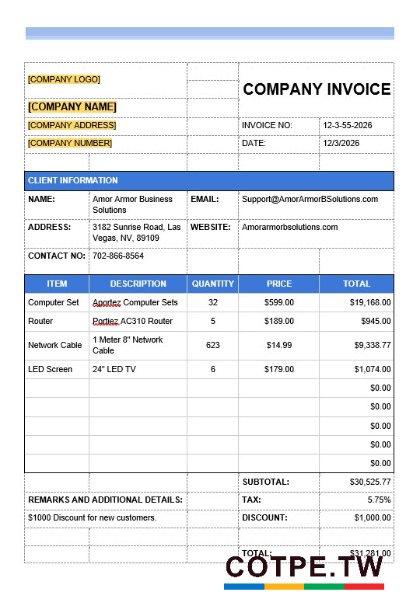 [COMPANY LOGO]
COMPANY INVOICE
[COMPANY NAME]
[COMPANY ADDRESS] INVOICE NO: 12-3-55-2026
[COMPANY NUMBER] DATE: 12/3/2026
CLIENT INFORMATION
NAME: Amor Armor Business Solutions EMAIL: Support@AmorArmorBSolutions.com
ADDRESS: 3182 Sunrise Road, Las Vegas, NV, 89109 WEBSITE: Amorarmorbsolutions.com
CONTACT NO: 702-866-8564
ITEM DESCRIPTION QUANTITY PRICE TOTAL
Computer Set Aportez Computer Sets 32 $599.00 $19,168.00
Router Portiez AC310 Router 5 $189.00 $945.00
Network Cable 1 Meter 8" Network Cable 623 $14.99 $9,338.77
LED Screen 24" LED TV 6 $179.00 $1,074.00
$0.00
$0.00
$0.00
$0.00
$0.00
SUBTOTAL: $30,525.77
REMARKS AND ADDITIONAL DETAILS: TAX: 5.75%
$1000 Discount for new customers. DISCOUNT: $1,000.00
TOTAL: $31,281.00
COTPE.TW